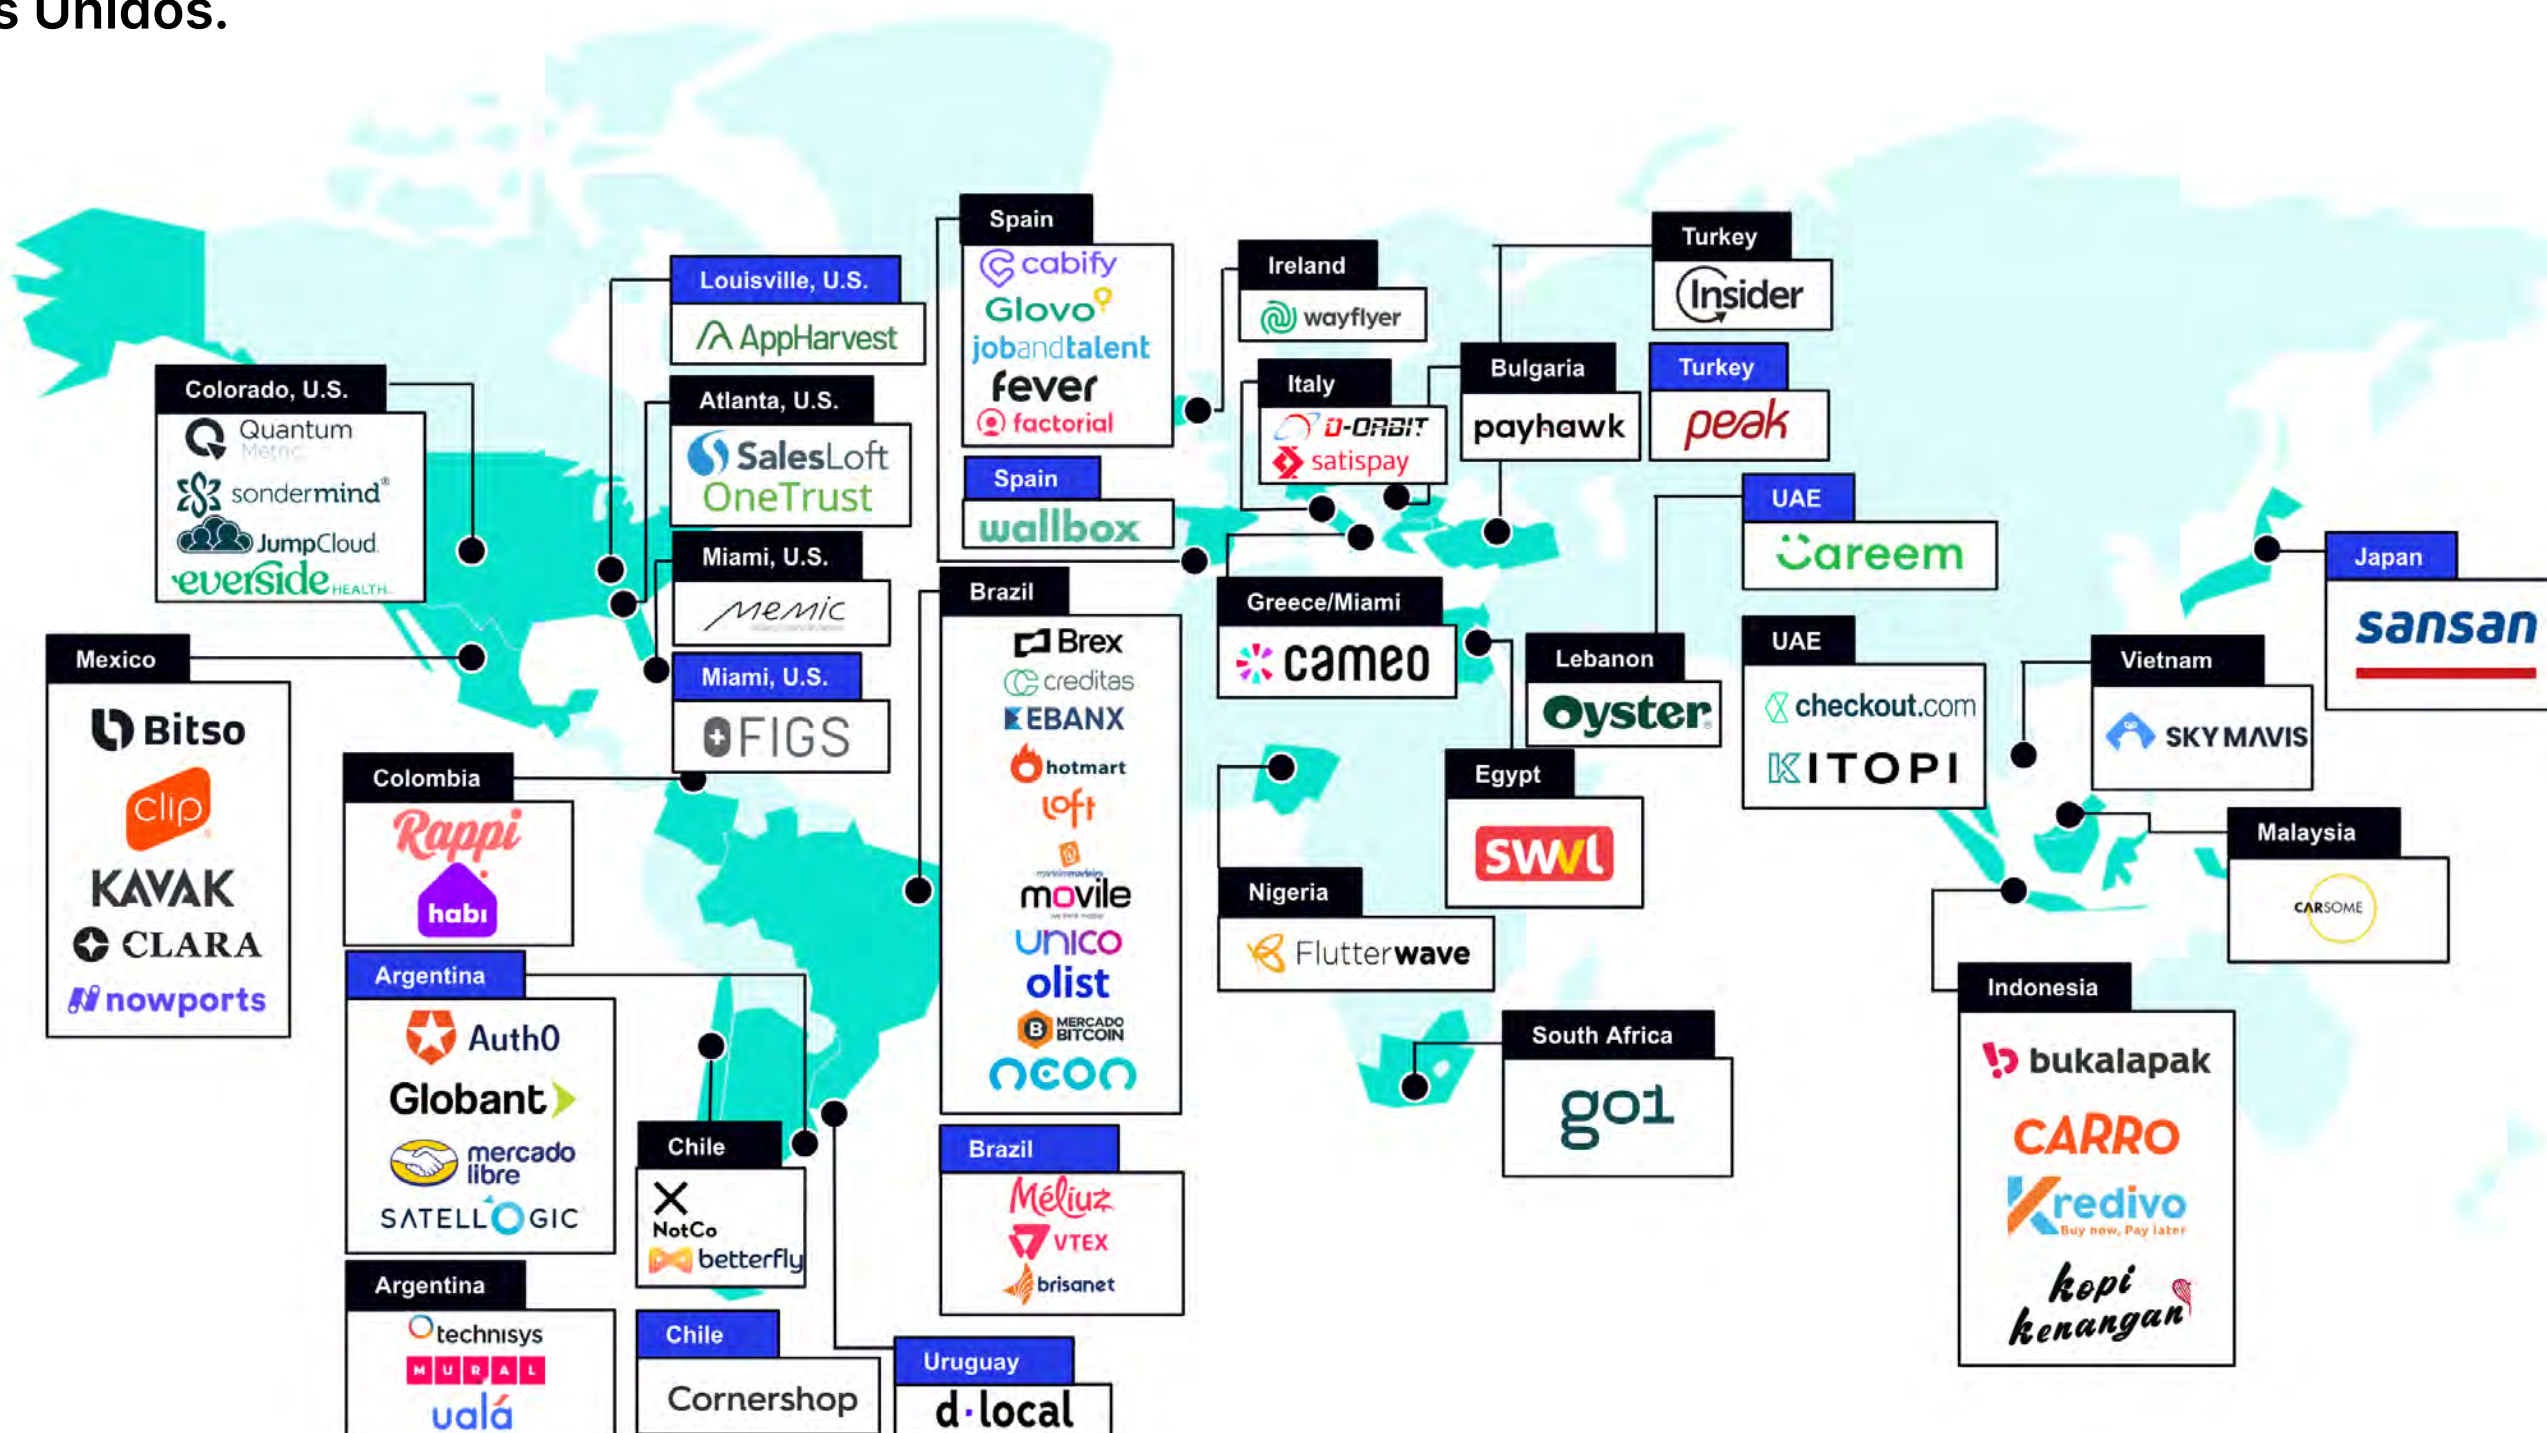 s Unidos.
Spain
cabify
Glovo
jobandtalent
fever
factorial
Spain
wallbox
Ireland
wayflyer
Turkey
Insider
Louisville, U.S.
AppHarvest
Italy
D-ORBIT
satispay
Bulgaria
payhawk
Turkey
peak
Colorado, U.S.
Quantum
Metric
sondermind®
JumpCloud
everside HEALTH
Atlanta, U.S.
SalesLoft
OneTrust
Miami, U.S.
Memic
Miami, U.S.
FIGS
UAE
Careem
UAE
checkout.com
KITOPI
Japan
sansan
Mexico
Bitso
clip
KAVAK
CLARA
nowports
Brazil
Brex
creditas
EBANX
hotmart
loft
madeiramadeira
movile
unico
olist
MERCADO
BITCOIN
neon
Brazil
Méliuz
VTEX
brisanet
Greece/Miami
cameo
Lebanon
Oyster
Egypt
swvl
Vietnam
SKY MAVIS
Malaysia
CARSOME
Colombia
Rappi
habi
Nigeria
Flutterwave
South Africa
go1
Indonesia
bukalapak
CARRO
Kredivo
Buy now, Pay later
kopi
kenangan
Argentina
Auth0
Globant
mercado
libre
SATELLOGIC
Argentina
technisys
MURAL
ualá
Chile
NotCo
betterfly
Chile
Cornershop
Uruguay
d·local